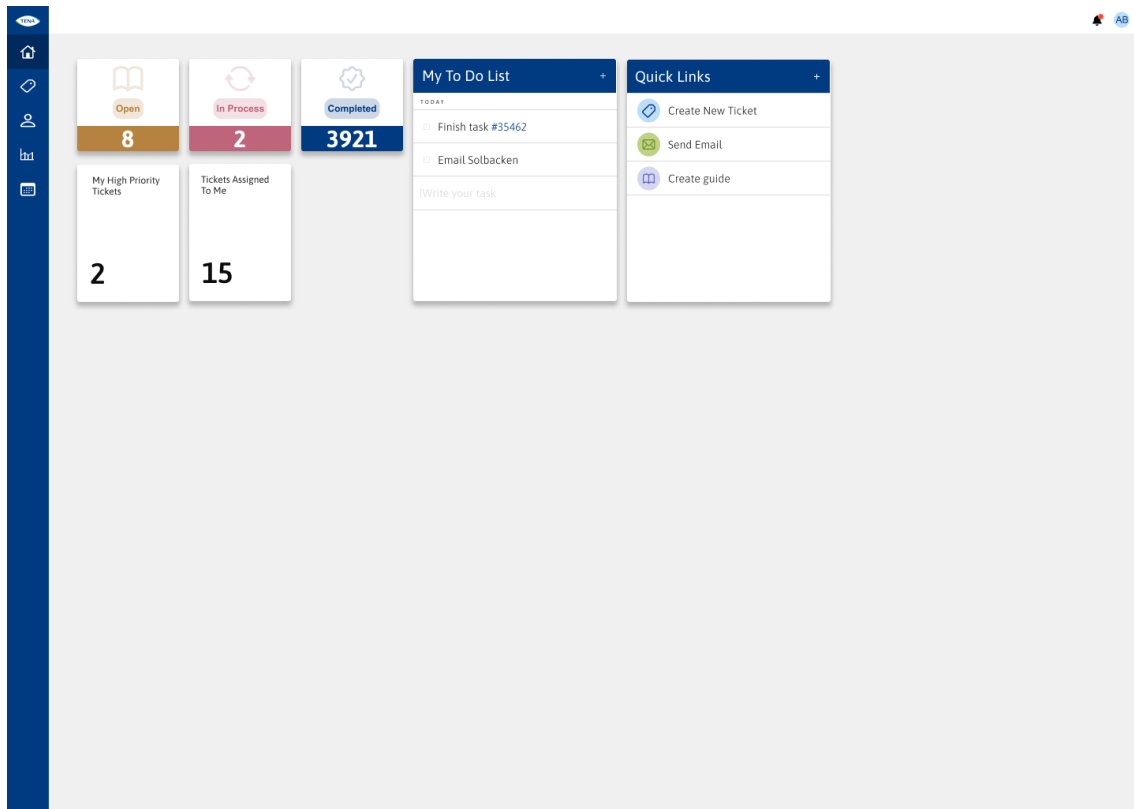 TENA
AB
Open
8
In Process
2
Completed
3921
My High Priority
Tickets
2
Tickets Assigned
To Me
15
My To Do List +
TODAY
Finish task #35462
Email Solbacken
Write your task
Quick Links +
Create New Ticket
Send Email
Create guide